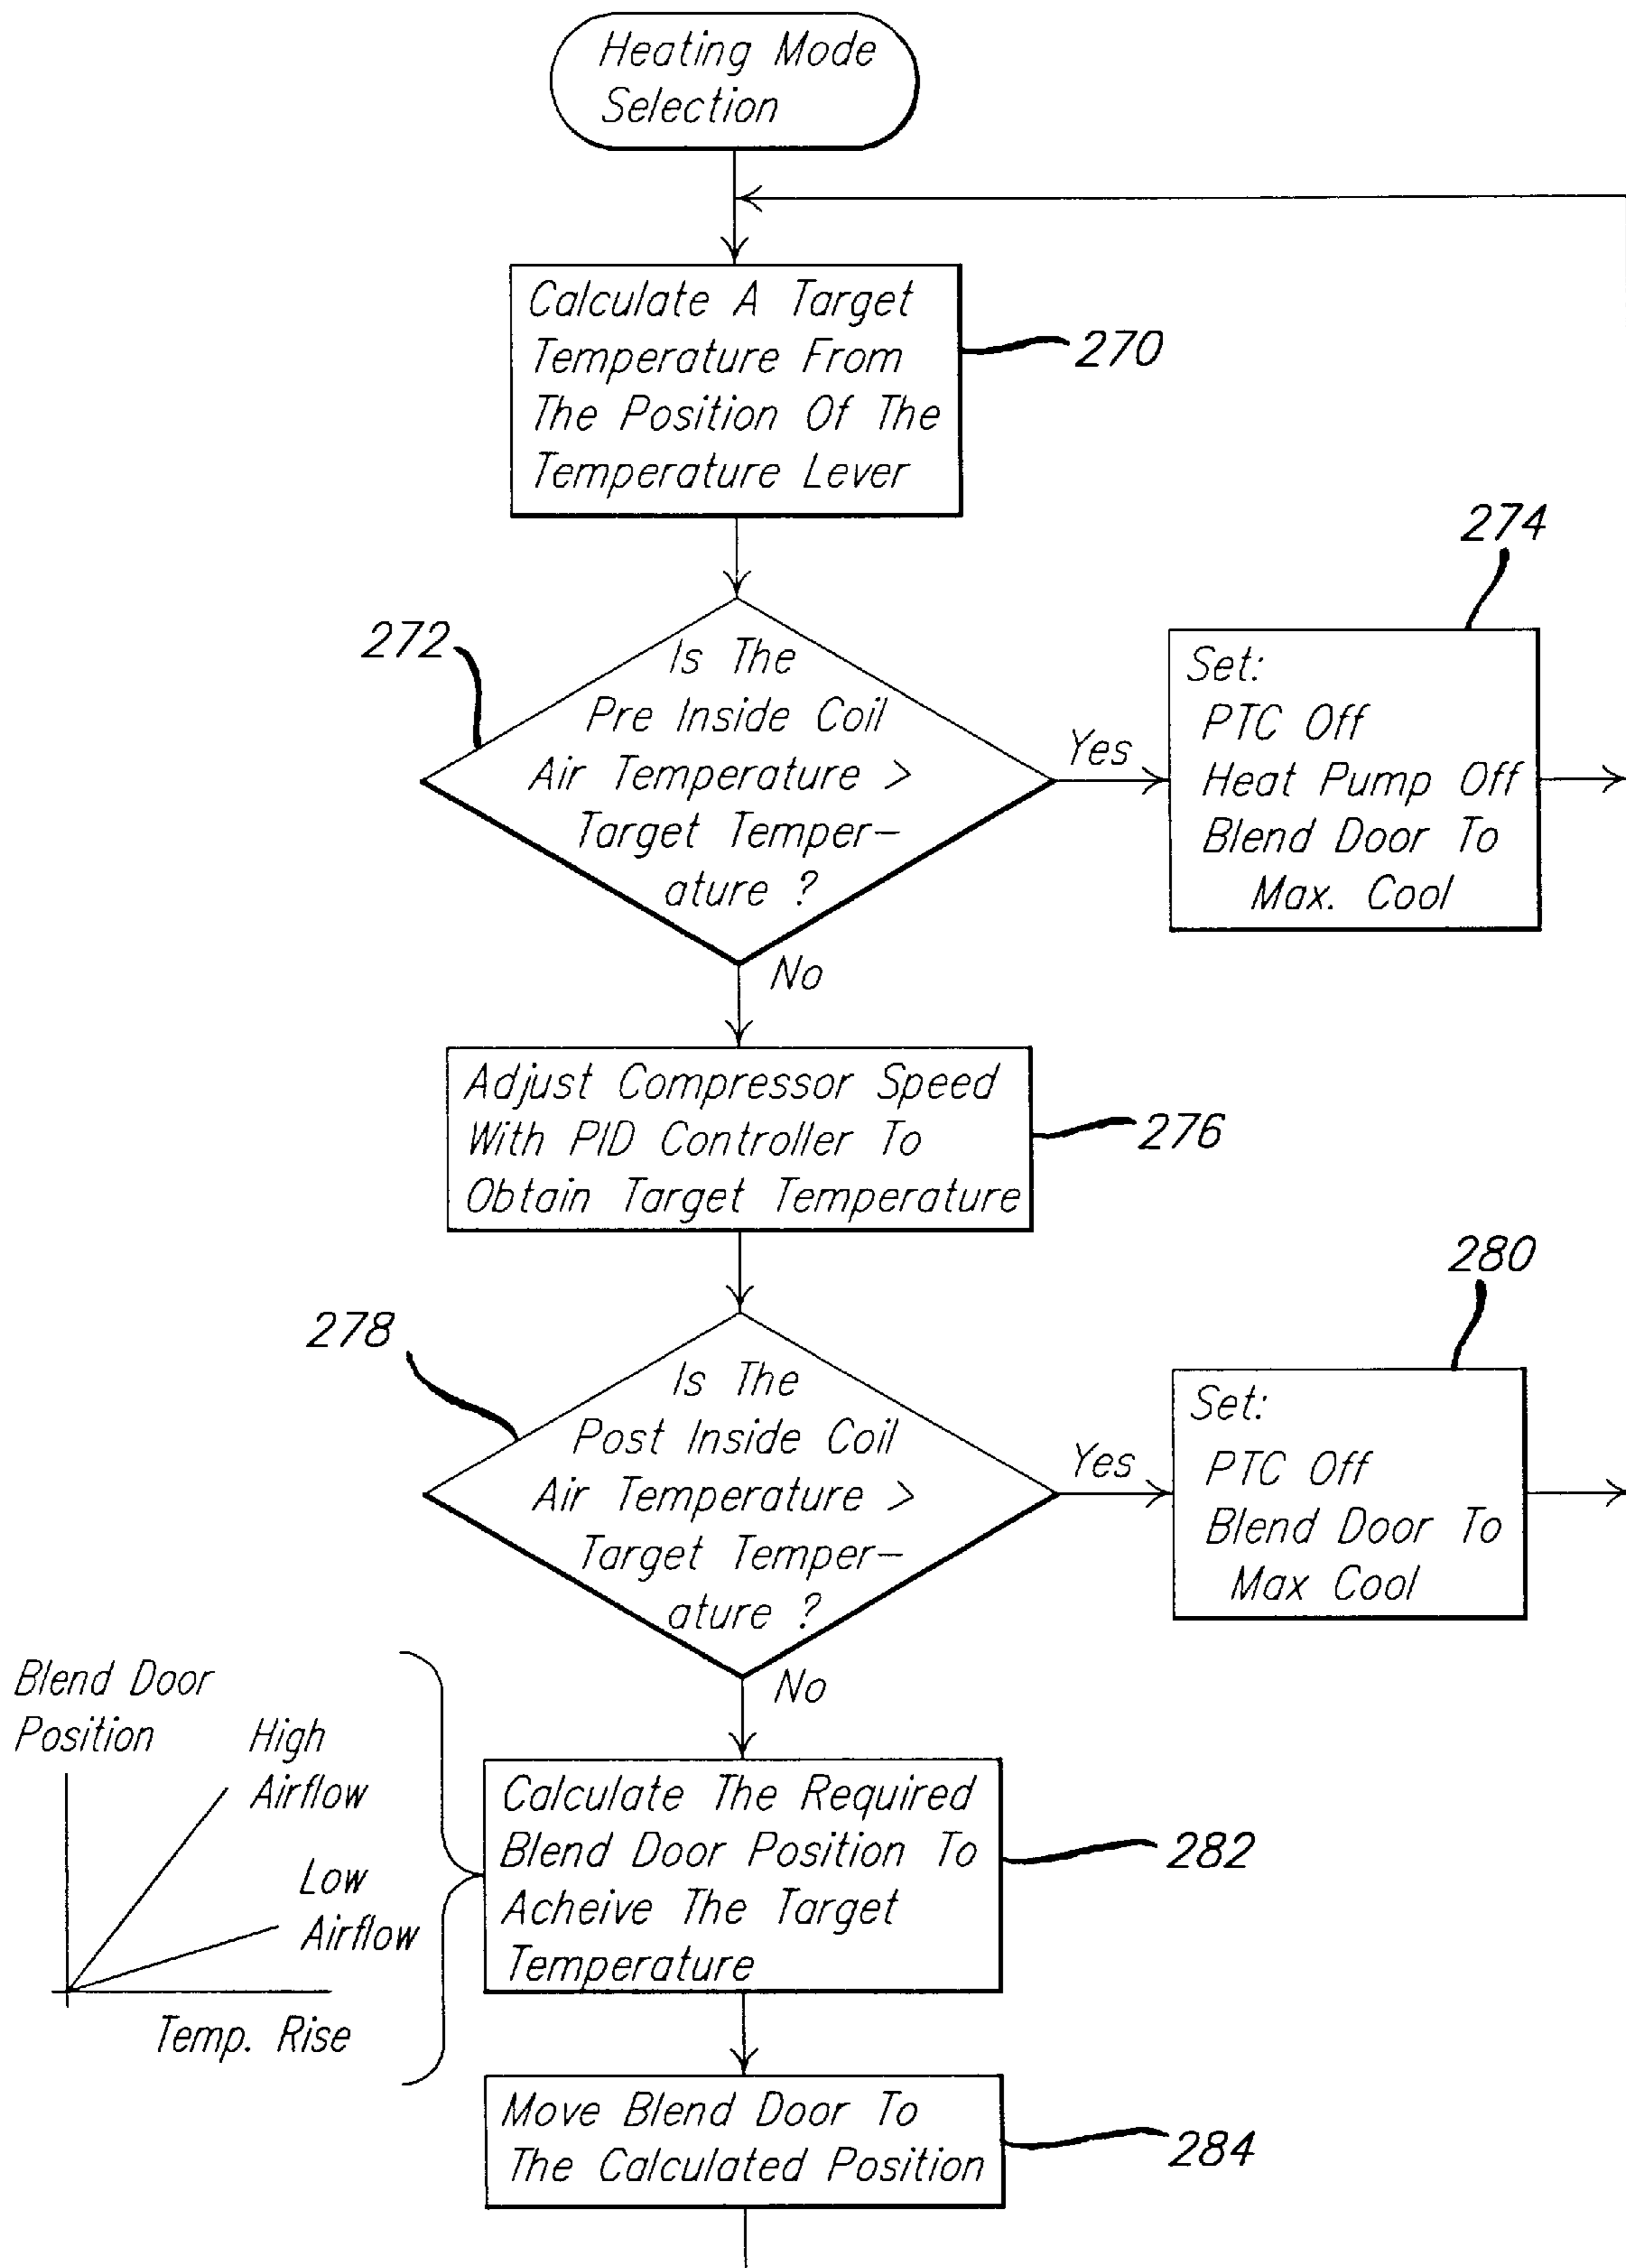 Heating Mode
Selection
Calculate A Target
Temperature From
The Position Of The
Temperature Lever
270
272
Is The
Pre Inside Coil
Air Temperature >
Target Temper-
ature ?
Yes
274
Set:
PTC Off
Heat Pump Off
Blend Door To
Max. Cool
No
Adjust Compressor Speed
With PID Controller To
Obtain Target Temperature
276
278
Is The
Post Inside Coil
Air Temperature >
Target Temper-
ature ?
Yes
280
Set:
PTC Off
Blend Door To
Max Cool
No
Blend Door
Position
High
Airflow
Low
Airflow
Temp. Rise
Calculate The Required
Blend Door Position To
Acheive The Target
Temperature
282
Move Blend Door To
The Calculated Position
284